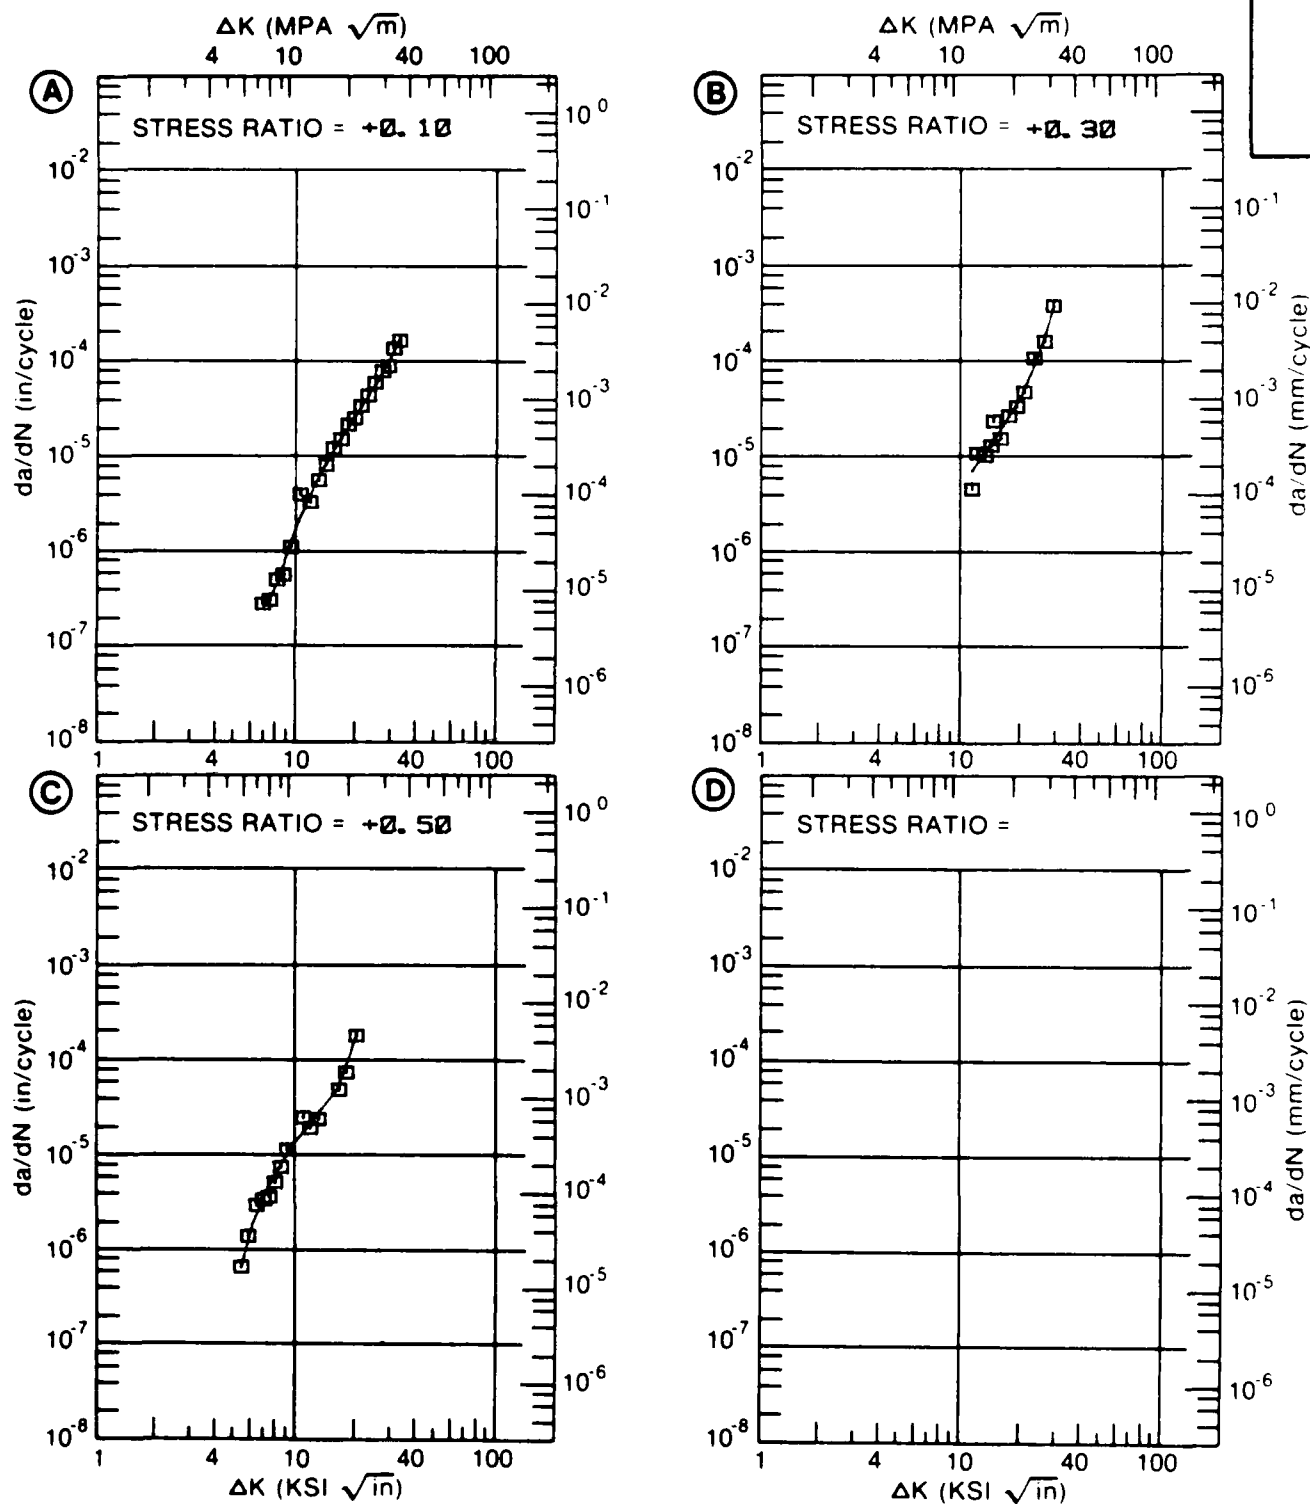 ΔK (MPA √m) ΔK (MPA √m)
4 10 40 100 4 10 40 100
A B
STRESS RATIO = +0.10 STRESS RATIO = +0.30
10^0
10^-2 10^-2
10^-1 10^-1
10^-3 10^-3
10^-2 10^-2
10^-4 10^-4
10^-3 10^-3
10^-5 10^-5
10^-4 10^-4
10^-6 10^-6
10^-5 10^-5
10^-7 10^-7
10^-6 10^-6
10^-8 10^-8
da/dN (in/cycle) da/dN (mm/cycle)
1 4 10 40 100 1 4 10 40 100
C D
STRESS RATIO = +0.50 STRESS RATIO =
10^0 10^0
10^-2 10^-2
10^-1 10^-1
10^-3 10^-3
10^-2 10^-2
10^-4 10^-4
10^-3 10^-3
10^-5 10^-5
10^-4 10^-4
10^-6 10^-6
10^-5 10^-5
10^-7 10^-7
10^-6 10^-6
10^-8 10^-8
da/dN (in/cycle) da/dN (mm/cycle)
1 4 10 40 100 1 4 10 40 100
ΔK (KSI √in) ΔK (KSI √in)